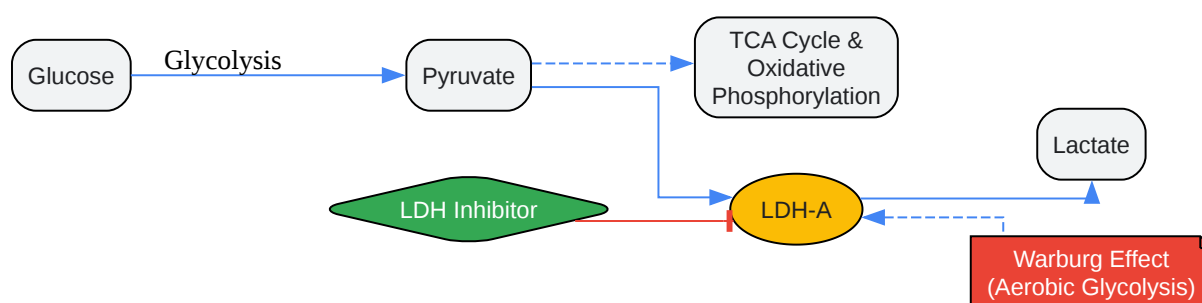 Glucose
Glycolysis
Pyruvate
TCA Cycle &
Oxidative
Phosphorylation
Lactate
LDH Inhibitor
LDH-A
Warburg Effect
(Aerobic Glycolysis)